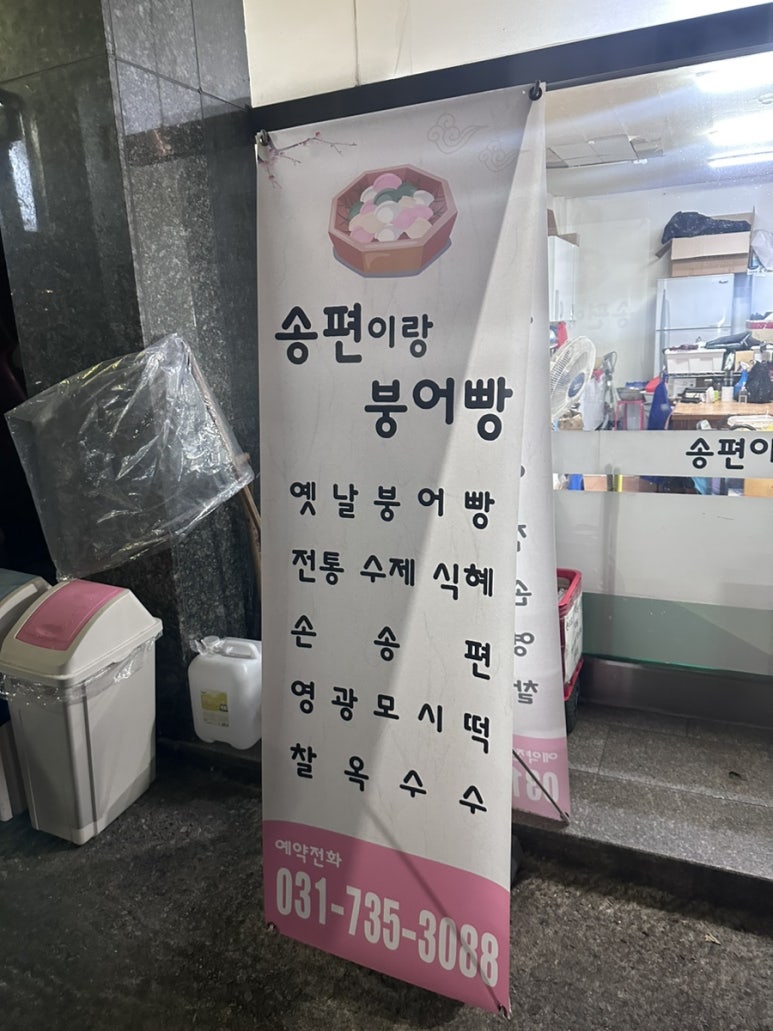 송편이랑
붕어빵
옛날붕어빵
전통 수제 식혜
손 송 편
영광모시떡
찰옥수수
예약전화
031-735-3088
송편이